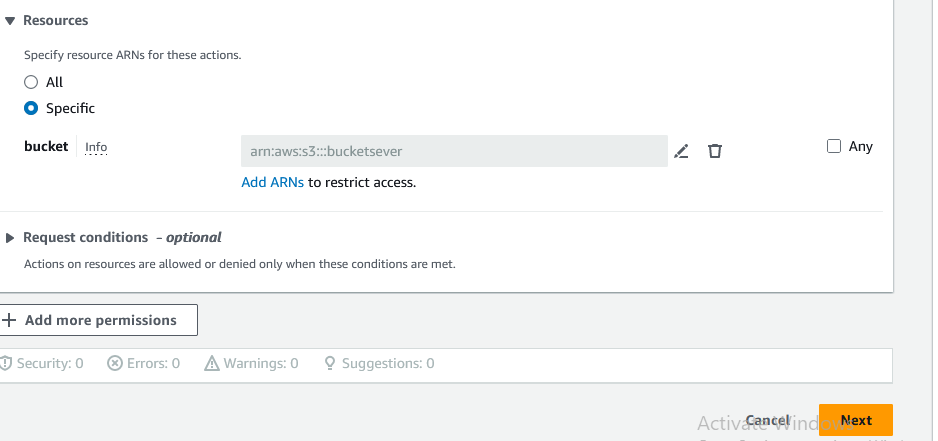 Resources
Specify resource ARNs for these actions.
All
Specific
bucket Info arn:aws:s3:::bucketsever Any
Add ARNs to restrict access.
Request conditions - optional
Actions on resources are allowed or denied only when these conditions are met.
+ Add more permissions
Security: 0 Errors: 0 Warnings: 0 Suggestions: 0
Cancel Next
Activate Windows